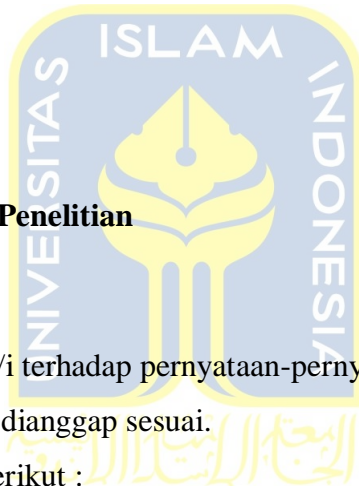 UNIVERSITAS ISLAM INDONESIA
Penelitian
/i terhadap pernyataan-perny
dianggap sesuai.
erikut :